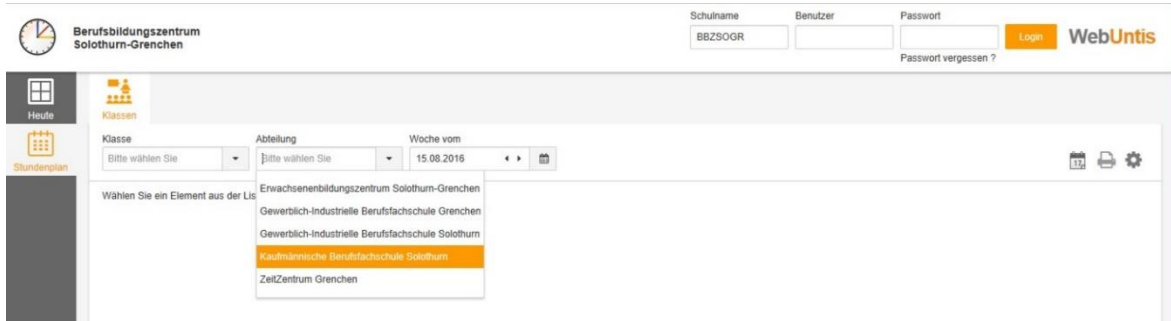 Berufsbildungszentrum
Solothurn-Grenchen
Schulname
Benutzer
Passwort
BBZSOGR
Login
WebUntis
Passwort vergessen ?
Heute
Stundenplan
Klassen
Klasse
Abteilung
Woche vom
Bitte wählen Sie
Bitte wählen Sie
15.08.2016
17
Wählen Sie ein Element aus der Lis
Erwachsenenbildungszentrum Solothurn-Grenchen
Gewerblich-Industrielle Berufsfachschule Grenchen
Gewerblich-Industrielle Berufsfachschule Solothurn
Kaufmännische Berufsfachschule Solothurn
ZeitZentrum Grenchen